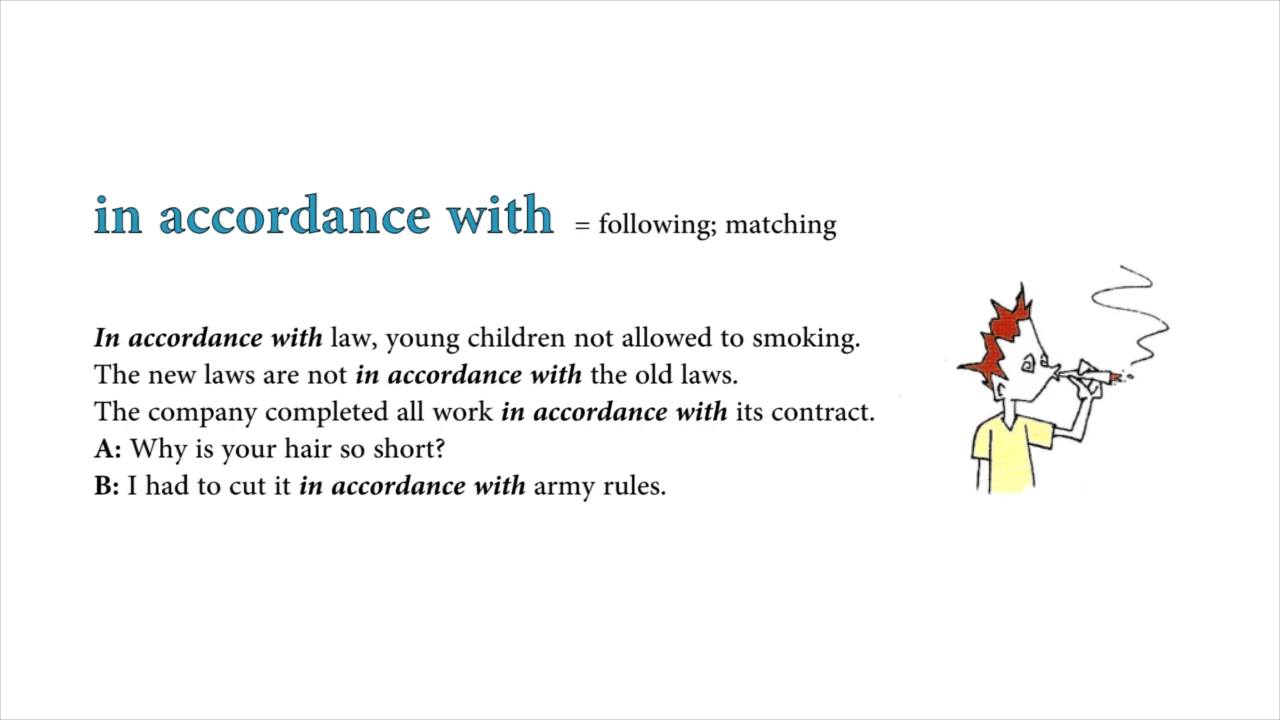 in accordance with = following; matching
In accordance with law, young children not allowed to smoking.
The new laws are not in accordance with the old laws.
The company completed all work in accordance with its contract.
A: Why is your hair so short?
B: I had to cut it in accordance with army rules.